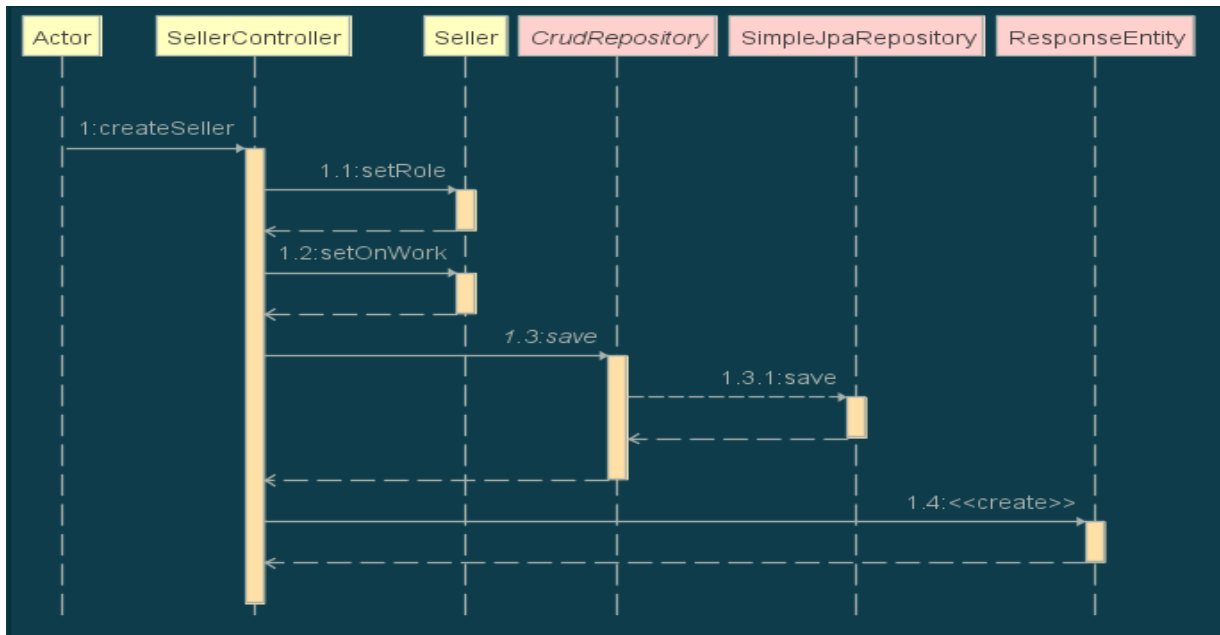 Actor
SellerController
Seller
CrudRepository
SimpleJpaRepository
ResponseEntity
1:createSeller
1.1:setRole
1.2:setOnWork
1.3:save
1.3.1:save
1.4:<<create>>